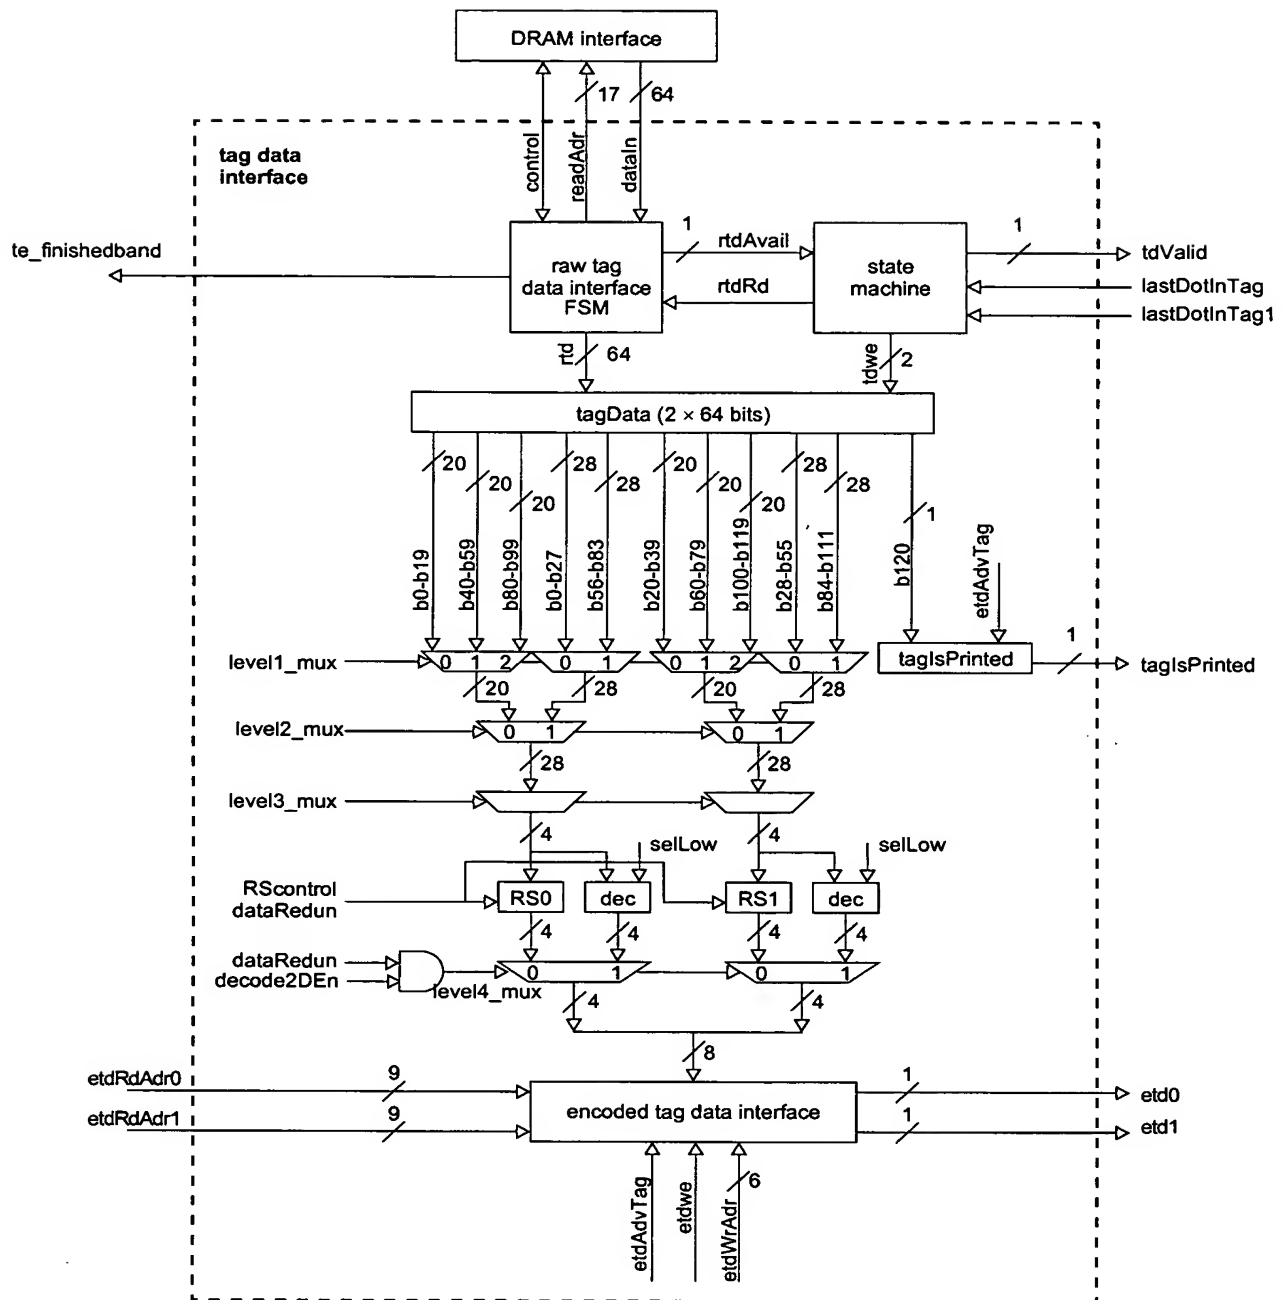 DRAM interface
17
64
control
readAdr
dataIn
tag data
interface
te_finishedband
raw tag
data interface
FSM
1
rtdAvail
rtdRd
state
machine
1
tdValid
lastDotInTag
lastDotInTag1
rtd
64
tdwe
2
tagData (2 × 64 bits)
20
20
20
28
28
20
20
20
28
28
1
b0-b19
b40-b59
b80-b99
b0-b27
b56-b83
b20-b39
b60-b79
b100-b119
b28-b55
b84-b111
b120
etdAdvTag
level1_mux
0 1 2
0 1
0 1 2
0 1
tagIsPrinted
1
tagIsPrinted
20
28
20
28
level2_mux
0 1
0 1
28
28
level3_mux
4
4
selLow
selLow
RScontrol
dataRedun
RS0
dec
RS1
dec
4
4
4
4
dataRedun
decode2DEn
level4_mux
0 1
0 1
4
4
8
etdRdAdr0
9
etdRdAdr1
9
encoded tag data interface
1
etd0
1
etd1
etdAdvTag
etdwe
etdWrAdr
6